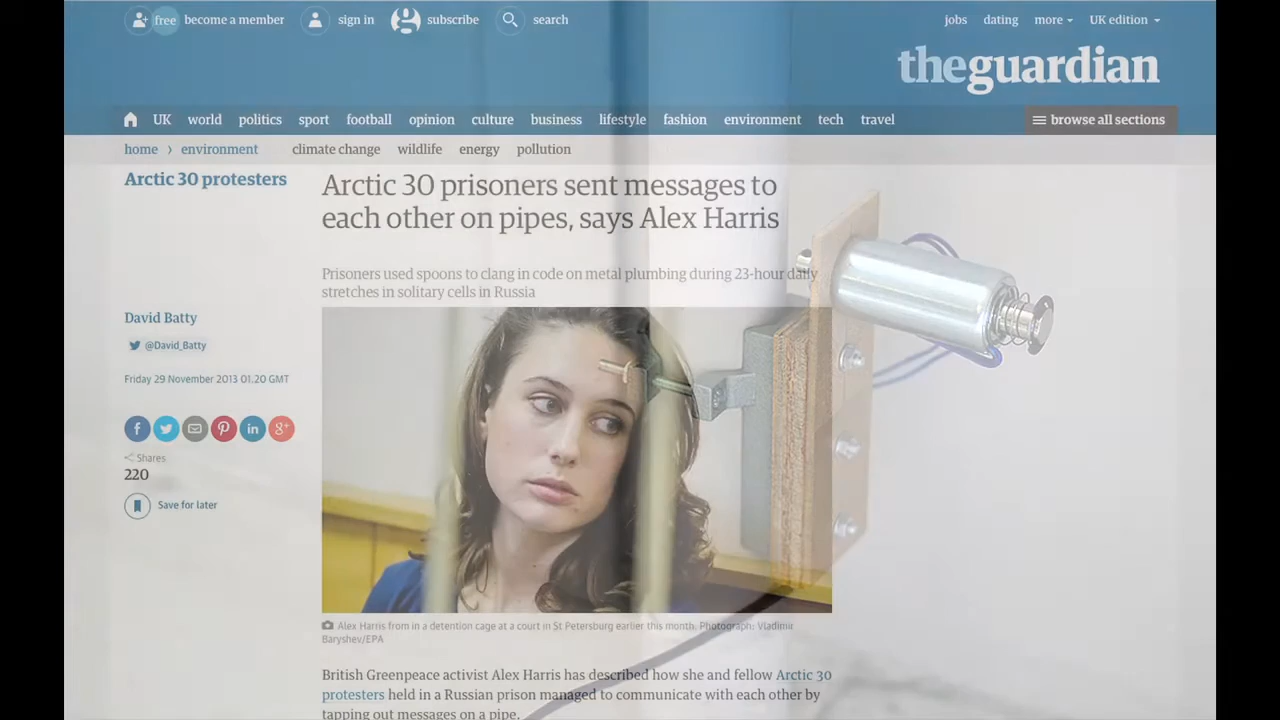 free become a member sign in subscribe search jobs dating more UK edition
theguardian
UK world politics sport football opinion culture business lifestyle fashion environment tech travel browse all sections
home › environment climate change wildlife energy pollution
Arctic 30 protesters
Arctic 30 prisoners sent messages to
each other on pipes, says Alex Harris
Prisoners used spoons to clang in code on metal plumbing during 23-hour daily
stretches in solitary cells in Russia
David Batty
@David_Batty
Friday 29 November 2013 01.20 GMT
Shares
220
Save for later
Alex Harris from in a detention cage at a court in St Petersburg earlier this month. Photograph: Vladimir
Baryshev/EPA
British Greenpeace activist Alex Harris has described how she and fellow Arctic 30
protesters held in a Russian prison managed to communicate with each other by
tapping out messages on a pipe.